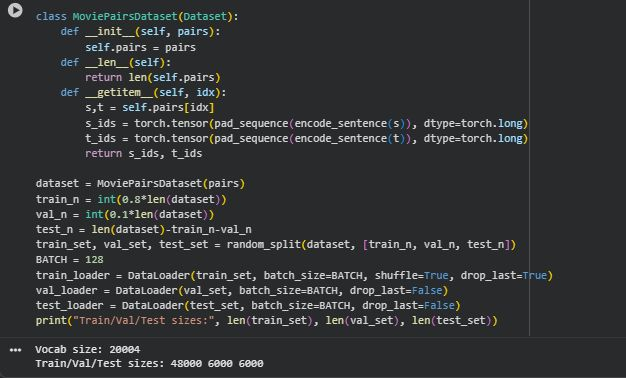 class MoviePairsDataset(Dataset):
    def __init__(self, pairs):
        self.pairs = pairs
    def __len__(self):
        return len(self.pairs)
    def __getitem__(self, idx):
        s,t = self.pairs[idx]
        s_ids = torch.tensor(pad_sequence(encode_sentence(s)), dtype=torch.long)
        t_ids = torch.tensor(pad_sequence(encode_sentence(t)), dtype=torch.long)
        return s_ids, t_ids

dataset = MoviePairsDataset(pairs)
train_n = int(0.8*len(dataset))
val_n = int(0.1*len(dataset))
test_n = len(dataset)-train_n-val_n
train_set, val_set, test_set = random_split(dataset, [train_n, val_n, test_n])
BATCH = 128
train_loader = DataLoader(train_set, batch_size=BATCH, shuffle=True, drop_last=True)
val_loader = DataLoader(val_set, batch_size=BATCH, drop_last=False)
test_loader = DataLoader(test_set, batch_size=BATCH, drop_last=False)
print("Train/Val/Test sizes:", len(train_set), len(val_set), len(test_set))
Vocab size: 20004
Train/Val/Test sizes: 48000 6000 6000